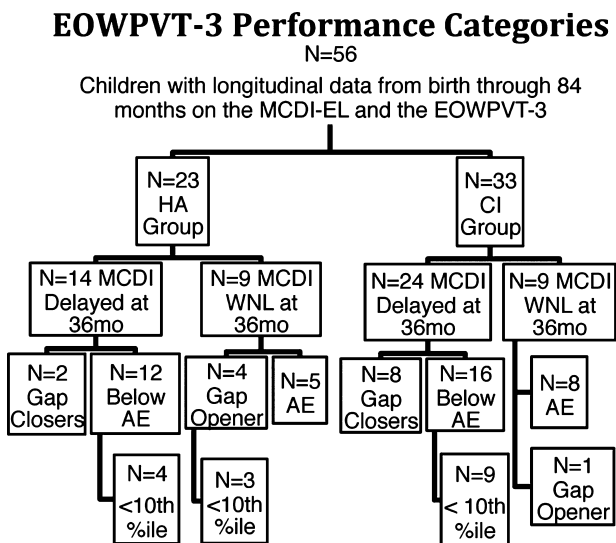 EOWPVT-3 Performance Categories
N=56
Children with longitudinal data from birth through 84
months on the MCDI-EL and the EOWPVT-3
N=23
HA
Group
N=33
CI
Group
N=14 MCDI
Delayed at
36mo
N=9 MCDI
WNL at
36mo
N=24 MCDI
Delayed at
36mo
N=9 MCDI
WNL at
36mo
N=2
Gap
Closers
N=12
Below
AE
N=4
Gap
Opener
N=5
AE
N=8
Gap
Closers
N=16
Below
AE
N=8
AE
N=4
<10th
%ile
N=3
<10th
%ile
N=9
< 10th
%ile
N=1
Gap
Opener